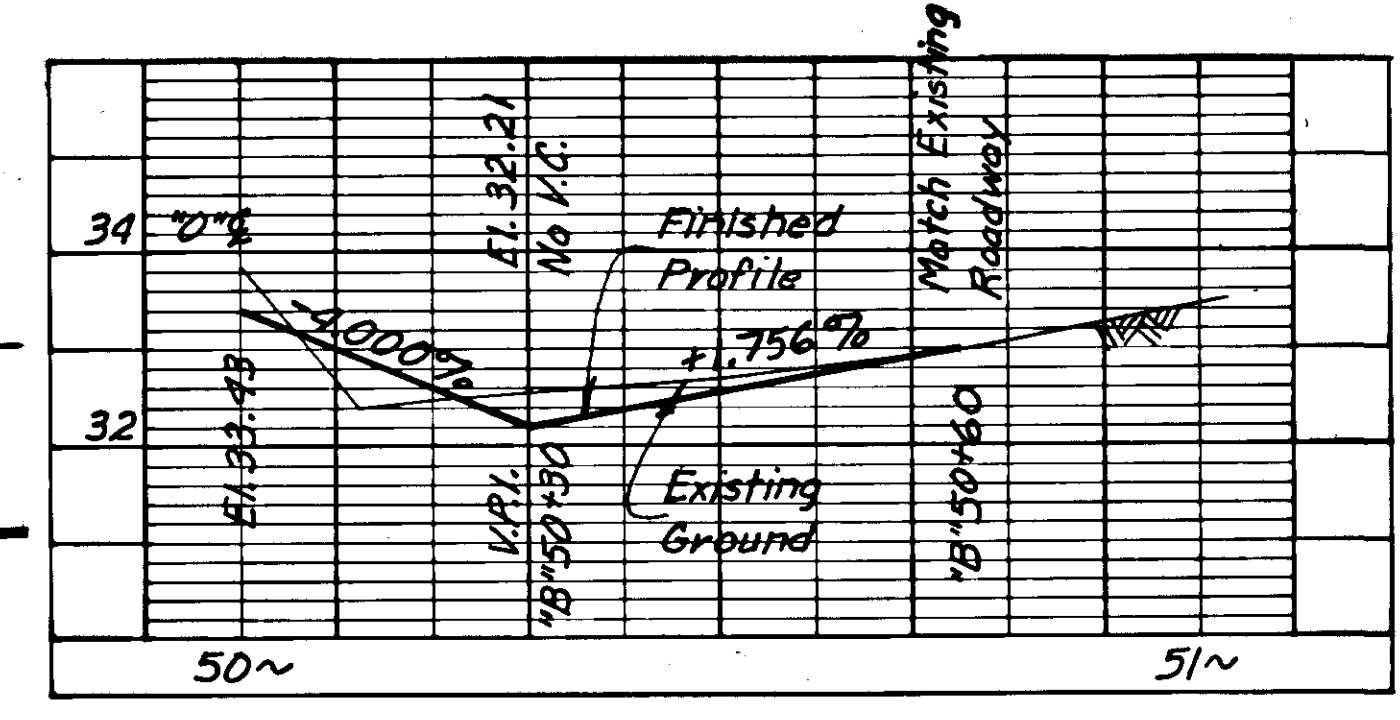 Match Existing
Roadway
El. 32.21
No V.C.
34
"O"
Finished
Profile
-4.000%
+1.756%
El. 33.43
32
V.P.I.
"B" 50+30
Existing
Ground
"B" 50+60
50~
51~